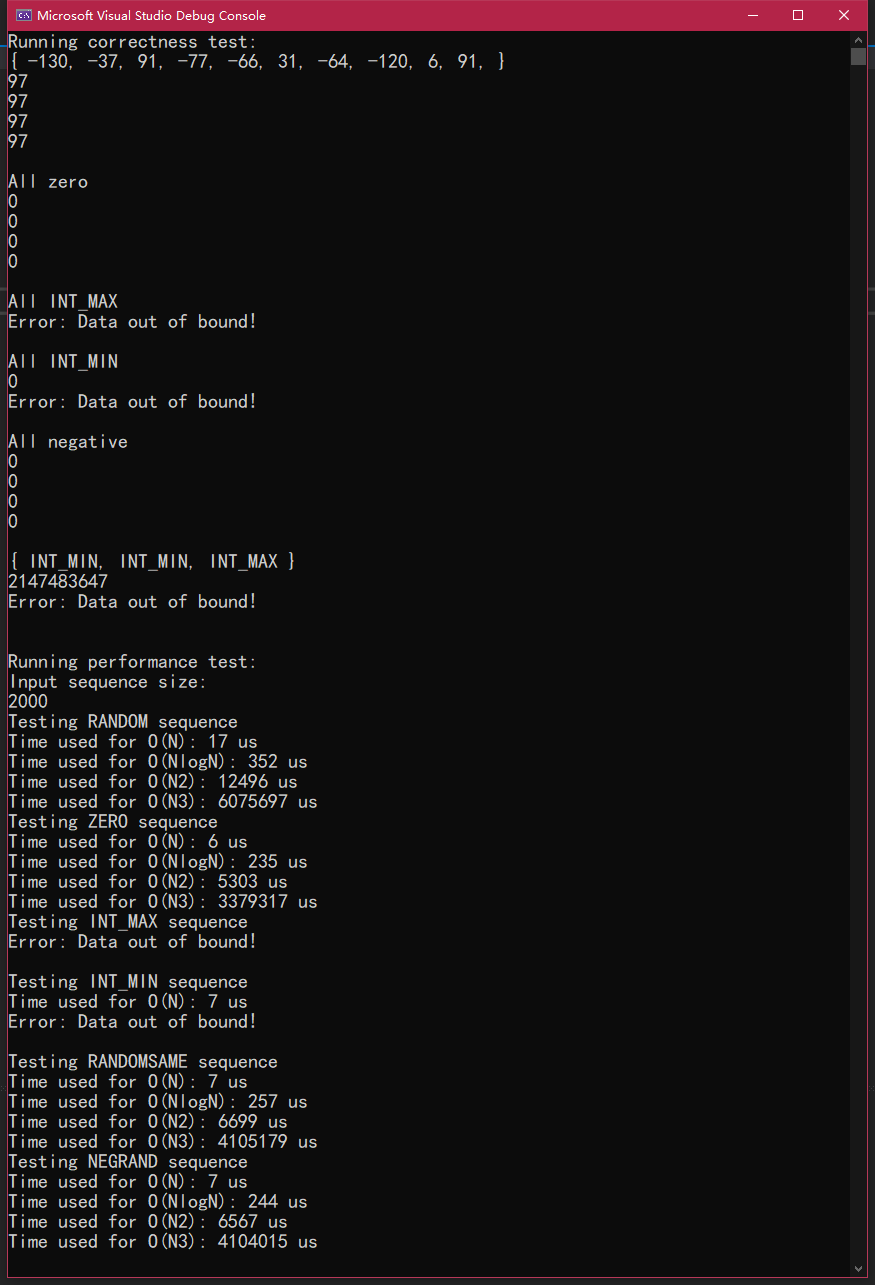 Microsoft Visual Studio Debug Console
Running correctness test:
{ -130, -37, 91, -77, -66, 31, -64, -120, 6, 91, }
97
97
97
97
All zero
0
0
0
0
All INT_MAX
Error: Data out of bound!
All INT_MIN
0
Error: Data out of bound!
All negative
0
0
0
0
{ INT_MIN, INT_MIN, INT_MAX }
2147483647
Error: Data out of bound!
Running performance test:
Input sequence size:
2000
Testing RANDOM sequence
Time used for O(N): 17 us
Time used for O(NlogN): 352 us
Time used for O(N2): 12496 us
Time used for O(N3): 6075697 us
Testing ZERO sequence
Time used for O(N): 6 us
Time used for O(NlogN): 235 us
Time used for O(N2): 5303 us
Time used for O(N3): 3379317 us
Testing INT_MAX sequence
Error: Data out of bound!
Testing INT_MIN sequence
Time used for O(N): 7 us
Error: Data out of bound!
Testing RANDOMSAME sequence
Time used for O(N): 7 us
Time used for O(NlogN): 257 us
Time used for O(N2): 6699 us
Time used for O(N3): 4105179 us
Testing NEGRAND sequence
Time used for O(N): 7 us
Time used for O(NlogN): 244 us
Time used for O(N2): 6567 us
Time used for O(N3): 4104015 us